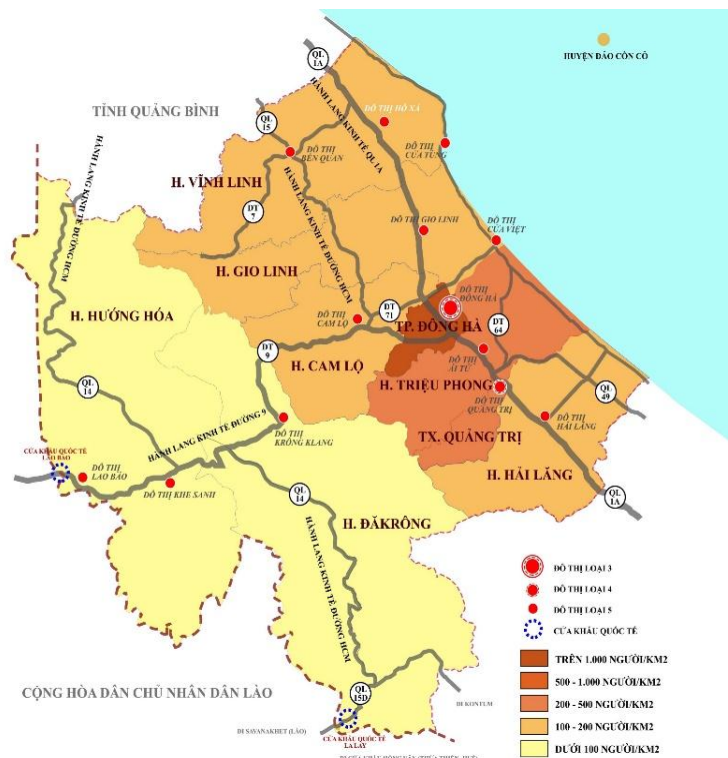 HUYỆN ĐẢO CỒN CỎ
QL
1A
TỈNH QUẢNG BÌNH
HÀNH LANG KINH TẾ QL 1A
ĐÔ THỊ HỒ XÁ
QL
15
ĐÔ THỊ
BẾN QUAN
ĐÔ THỊ
CỬA TÙNG
HÀNH LANG KINH TẾ ĐƯỜNG HCM
H. VĨNH LINH
HÀNH LANG KINH TẾ ĐƯỜNG HCM
DT
7
ĐÔ THỊ GIO LINH
ĐÔ THỊ
CỬA VIỆT
H. GIO LINH
ĐÔ THỊ
ĐÔNG HÀ
H. HƯỚNG HÓA
ĐÔ THỊ
CAM LỘ
DT
71
TP. ĐÔNG HÀ
DT
64
DT
9
H. CAM LỘ
ĐÔ THỊ
ÁI TỬ
H. TRIỆU PHONG
QL
14
ĐÔ THỊ
QUẢNG TRỊ
QL
49
HÀNH LANG KINH TẾ ĐƯỜNG 9
ĐÔ THỊ
KRÔNG KLANG
ĐÔ THỊ
HẢI LĂNG
TX. QUẢNG TRỊ
CỬA KHẨU QUỐC TẾ
LAO BẢO
ĐÔ THỊ
LAO BẢO
ĐÔ THỊ KHE SANH
H. HẢI LĂNG
QL
14
QL
1A
H. ĐĂKRÔNG
HÀNH LANG KINH TẾ ĐƯỜNG HCM
ĐÔ THỊ LOẠI 3
ĐÔ THỊ LOẠI 4
ĐÔ THỊ LOẠI 5
CỬA KHẨU QUỐC TẾ
TRÊN 1.000 NGƯỜI/KM2
500 - 1.000 NGƯỜI/KM2
200 - 500 NGƯỜI/KM2
100 - 200 NGƯỜI/KM2
DƯỚI 100 NGƯỜI/KM2
CỘNG HÒA DÂN CHỦ NHÂN DÂN LÀO
QL
15D
ĐI KONTUM
ĐI SAVANAKHET (LÀO)
CỬA KHẨU QUỐC TẾ
LA LAY